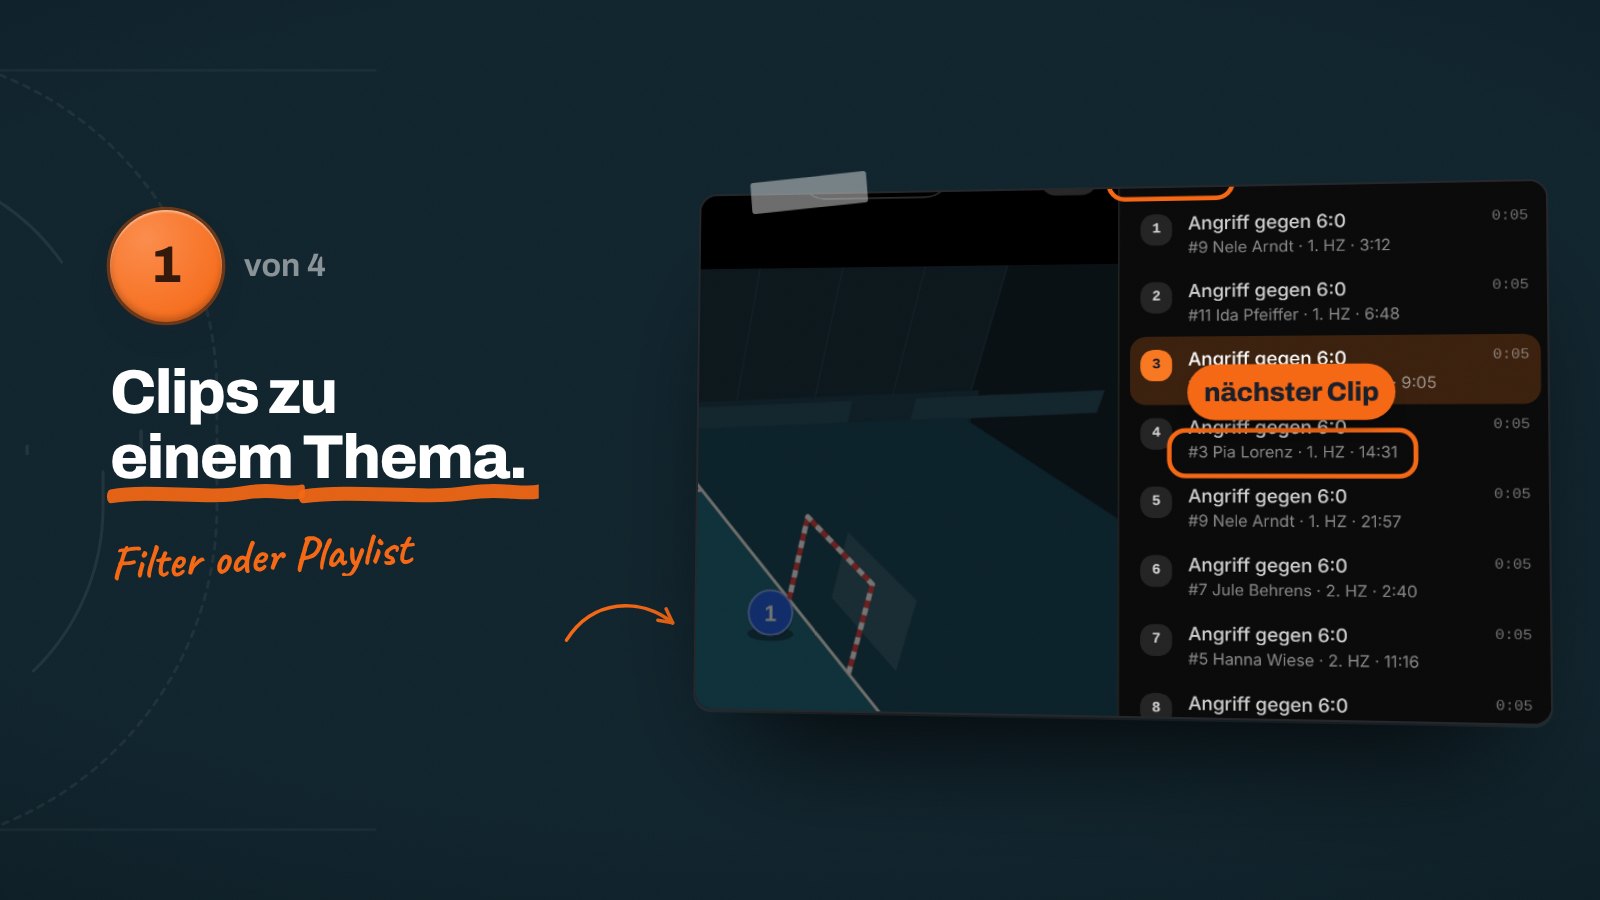 1 von 4
Clips zu
einem Thema.
Filter oder Playlist
1
1 Angriff gegen 6:0 0:05
#9 Nele Arndt · 1. HZ · 3:12
2 Angriff gegen 6:0 0:05
#11 Ida Pfeiffer · 1. HZ · 6:48
3 Angriff gegen 6:0 0:05
· 9:05
nächster Clip
4 Angriff gegen 6:0 0:05
#3 Pia Lorenz · 1. HZ · 14:31
5 Angriff gegen 6:0 0:05
#9 Nele Arndt · 1. HZ · 21:57
6 Angriff gegen 6:0 0:05
#7 Jule Behrens · 2. HZ · 2:40
7 Angriff gegen 6:0 0:05
#5 Hanna Wiese · 2. HZ · 11:16
8 Angriff gegen 6:0 0:05